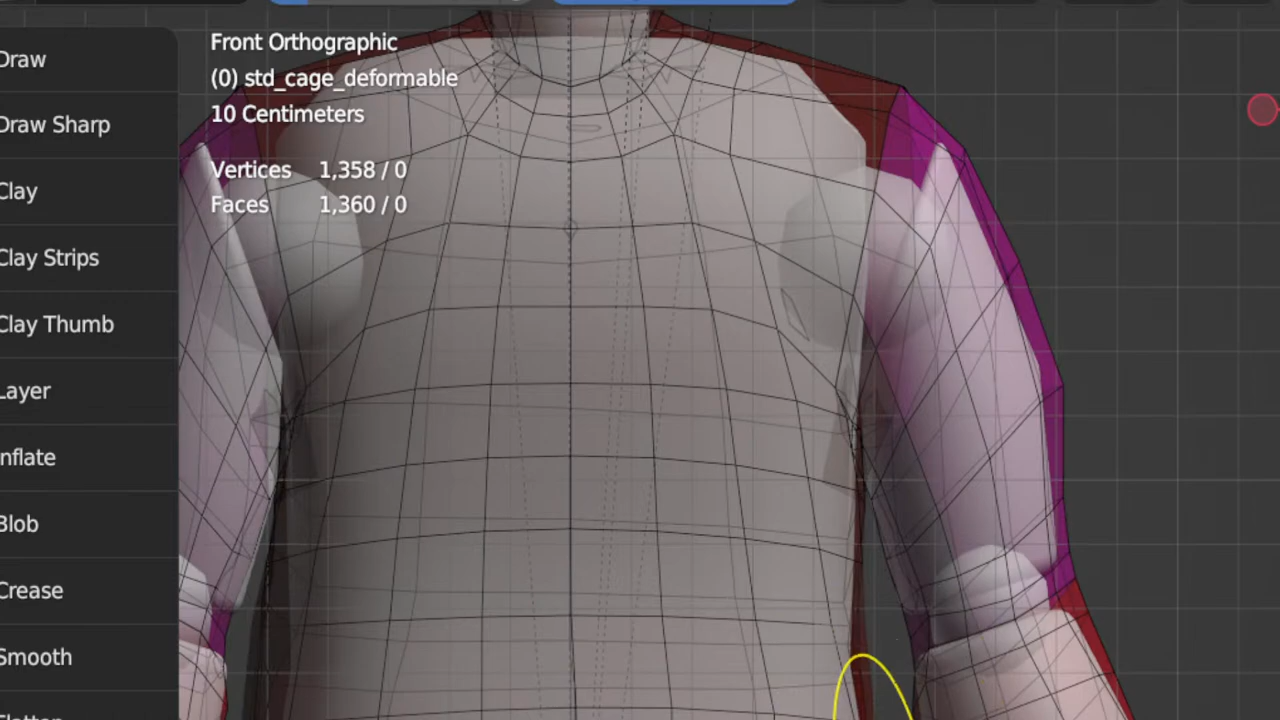 Draw
Draw Sharp
Clay
Clay Strips
Clay Thumb
Layer
nflate
Blob
Crease
Smooth
Front Orthographic
(0) std_cage_deformable
10 Centimeters
Vertices 1,358 / 0
Faces 1,360 / 0